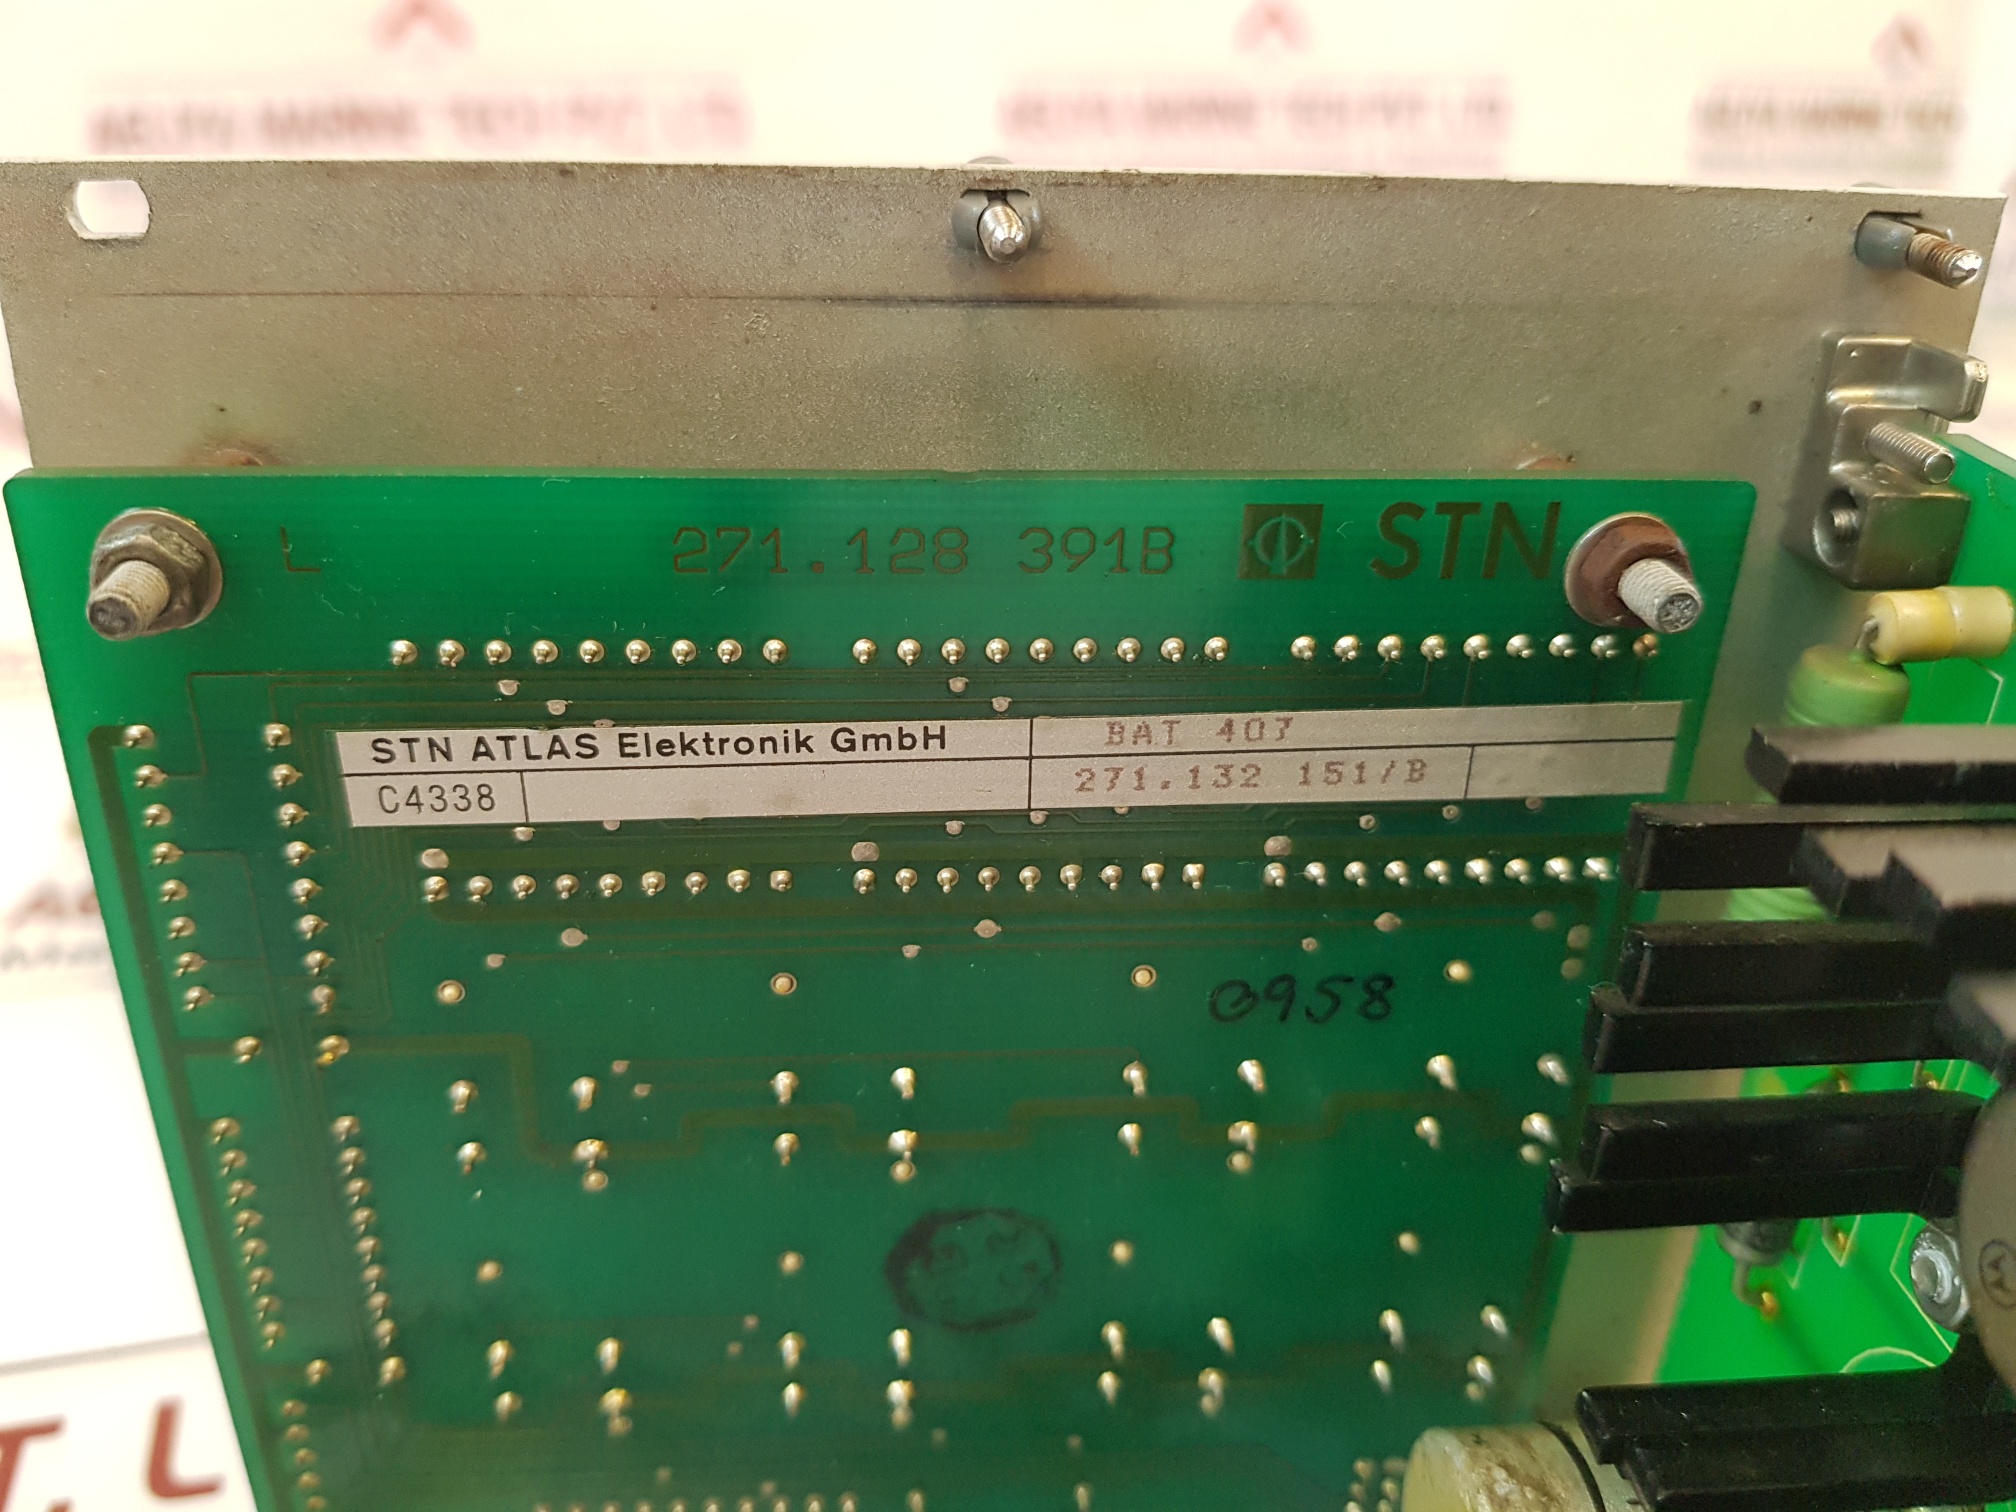 L 271.128 391B STN
STN ATLAS Elektronik GmbH BAT 407
C4338 271.132 151/B
0958
T. L